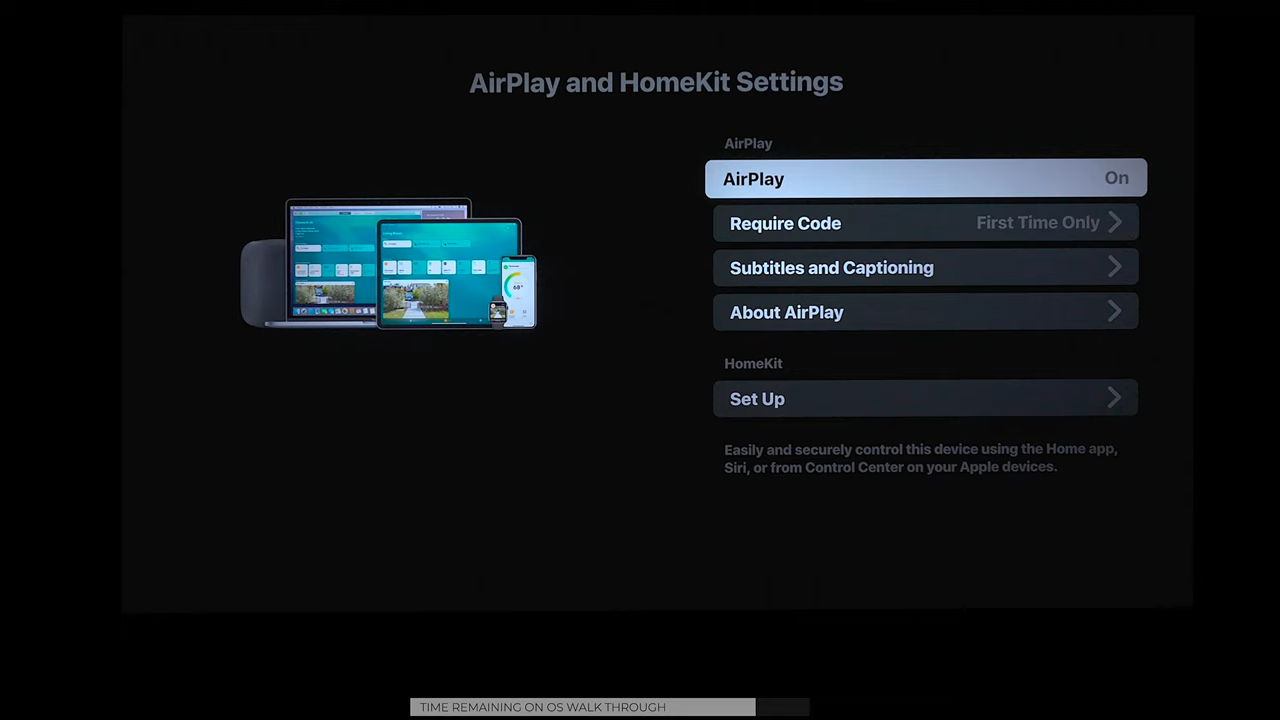 AirPlay and HomeKit Settings
AirPlay
AirPlay On
Require Code First Time Only
Subtitles and Captioning
About AirPlay
HomeKit
Set Up
Easily and securely control this device using the Home app,
Siri, or from Control Center on your Apple devices.
TIME REMAINING ON OS WALK THROUGH